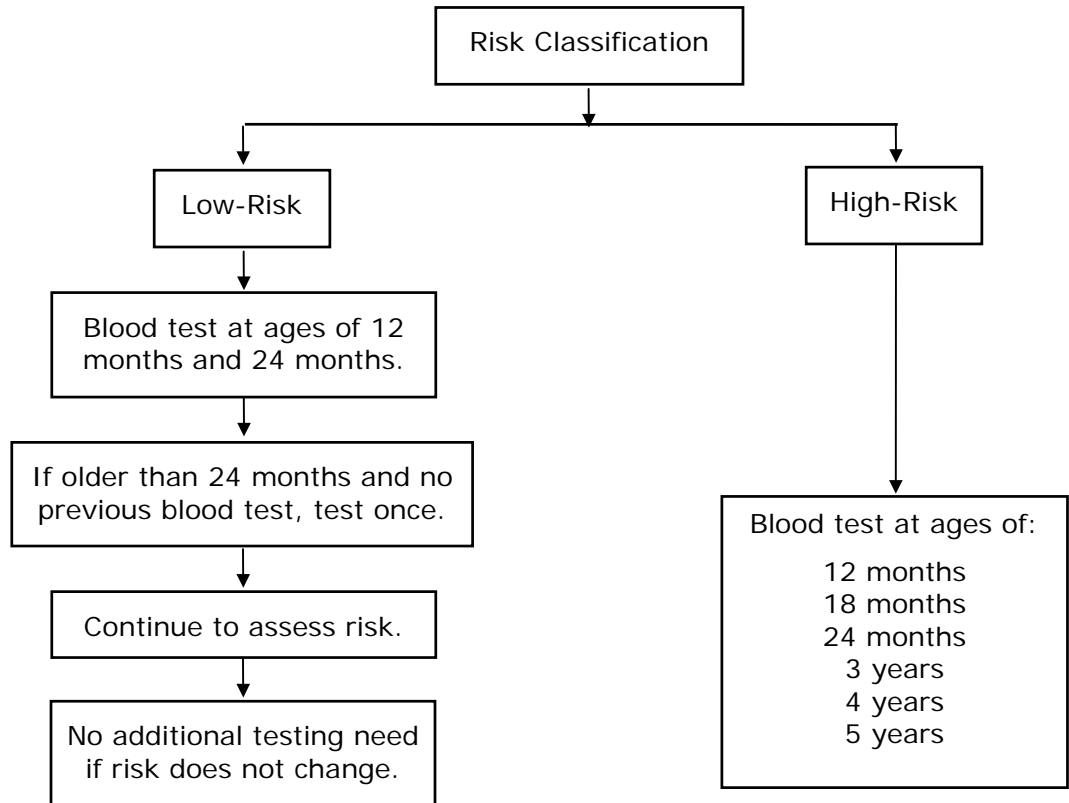 Risk Classification
Low-Risk
High-Risk
Blood test at ages of 12
months and 24 months.
If older than 24 months and no
previous blood test, test once.
Continue to assess risk.
No additional testing need
if risk does not change.
Blood test at ages of:
12 months
18 months
24 months
3 years
4 years
5 years